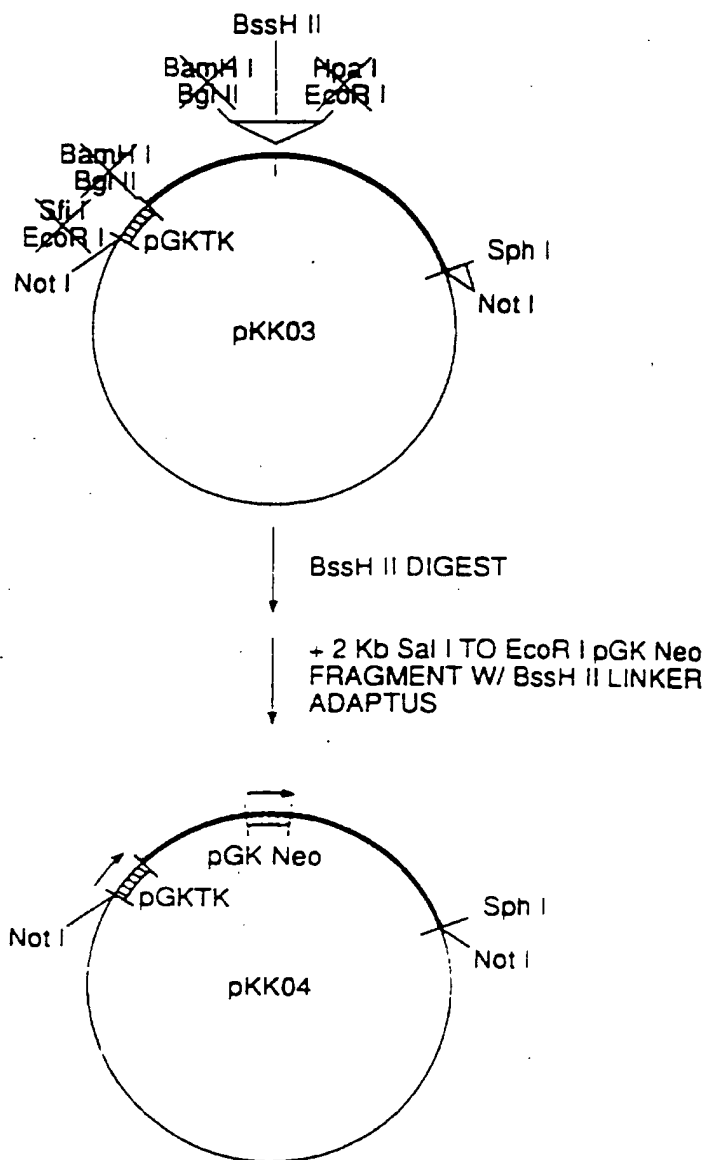 BssH II
BamH I
Bgl II
Hpa I
EcoR I
BamH I
Bgl II
Sfi I
EcoR I
pGKTK
Not I
Sph I
Not I
pKK03
BssH II DIGEST
+ 2 Kb Sal I TO EcoR I pGK Neo
FRAGMENT W/ BssH II LINKER
ADAPTUS
pGK Neo
pGKTK
Not I
Sph I
Not I
pKK04